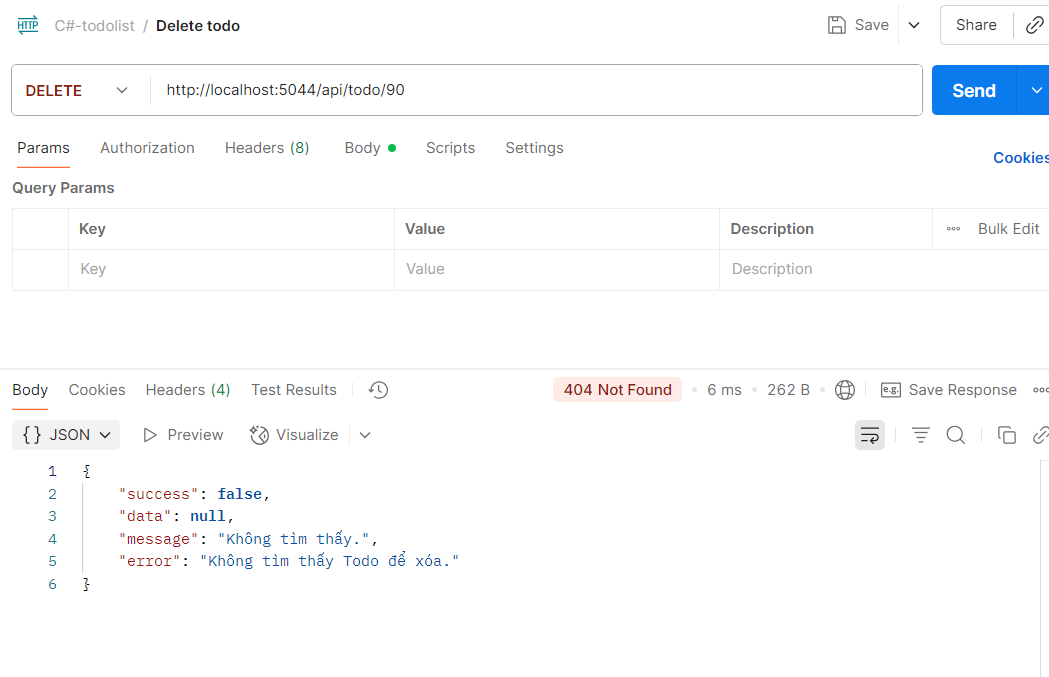 HTTP C#-todolist / Delete todo Save Share
DELETE http://localhost:5044/api/todo/90 Send
Params Authorization Headers (8) Body Scripts Settings Cookies
Query Params
Key Value Description Bulk Edit
Key Value Description
Body Cookies Headers (4) Test Results 404 Not Found 6 ms 262 B e.g. Save Response
{} JSON Preview Visualize
1 {
2 "success": false,
3 "data": null,
4 "message": "Không tìm thấy.",
5 "error": "Không tìm thấy Todo để xóa."
6 }